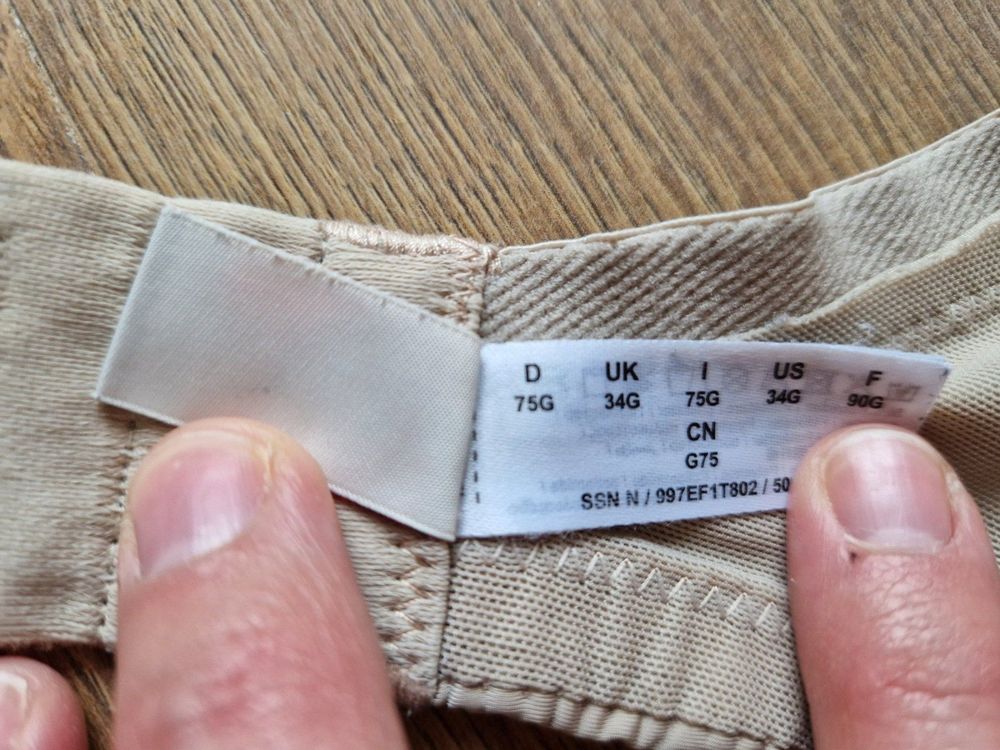 D UK I US F
75G 34G 75G 34G 90G
CN
G75
SSN N / 997EF1T802 / 50